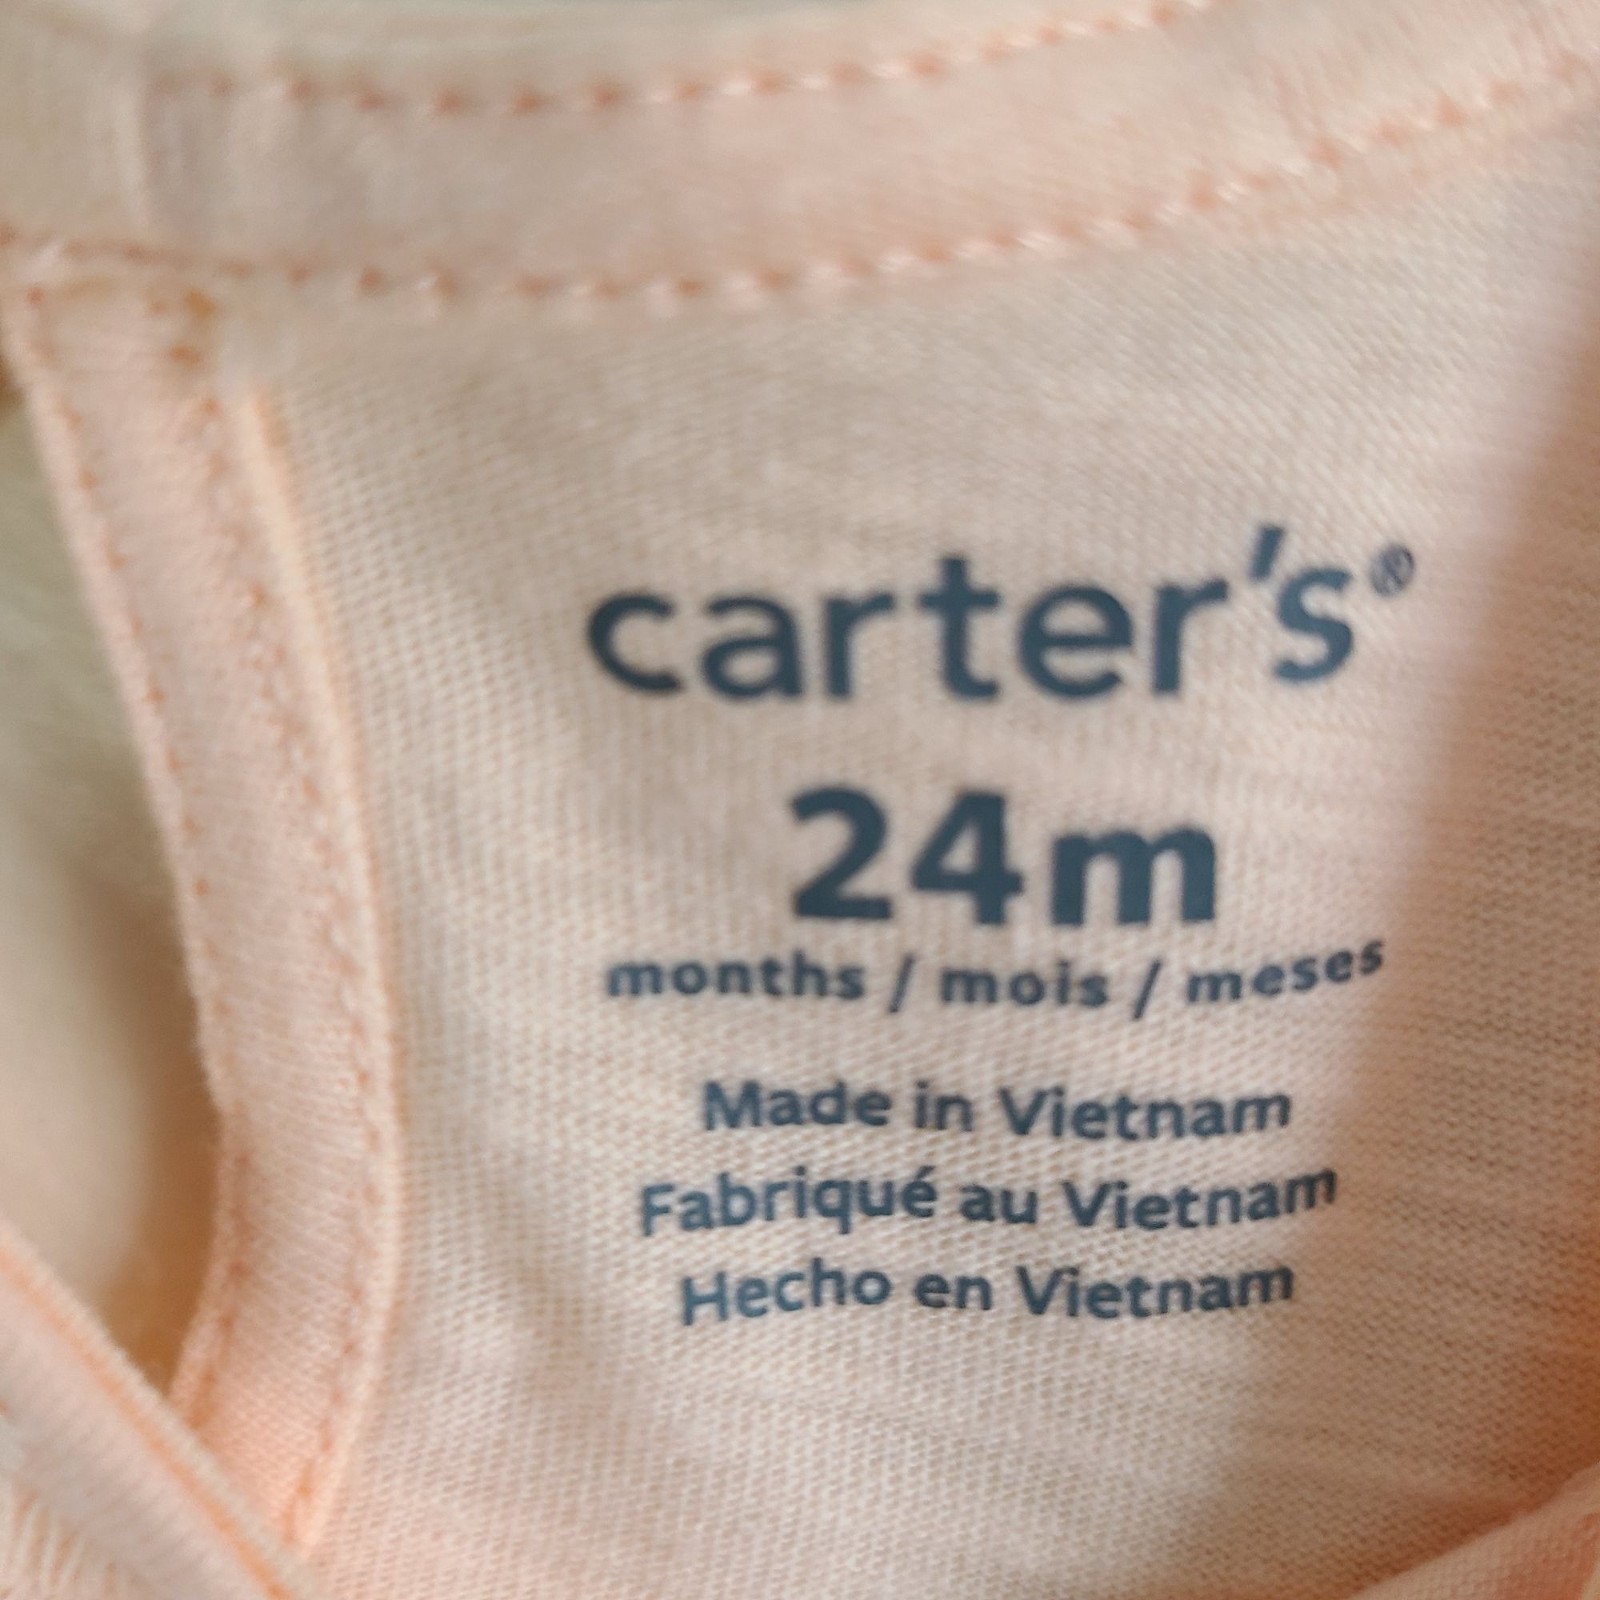 carter's®
24m
months / mois / meses
Made in Vietnam
Fabriqué au Vietnam
Hecho en Vietnam